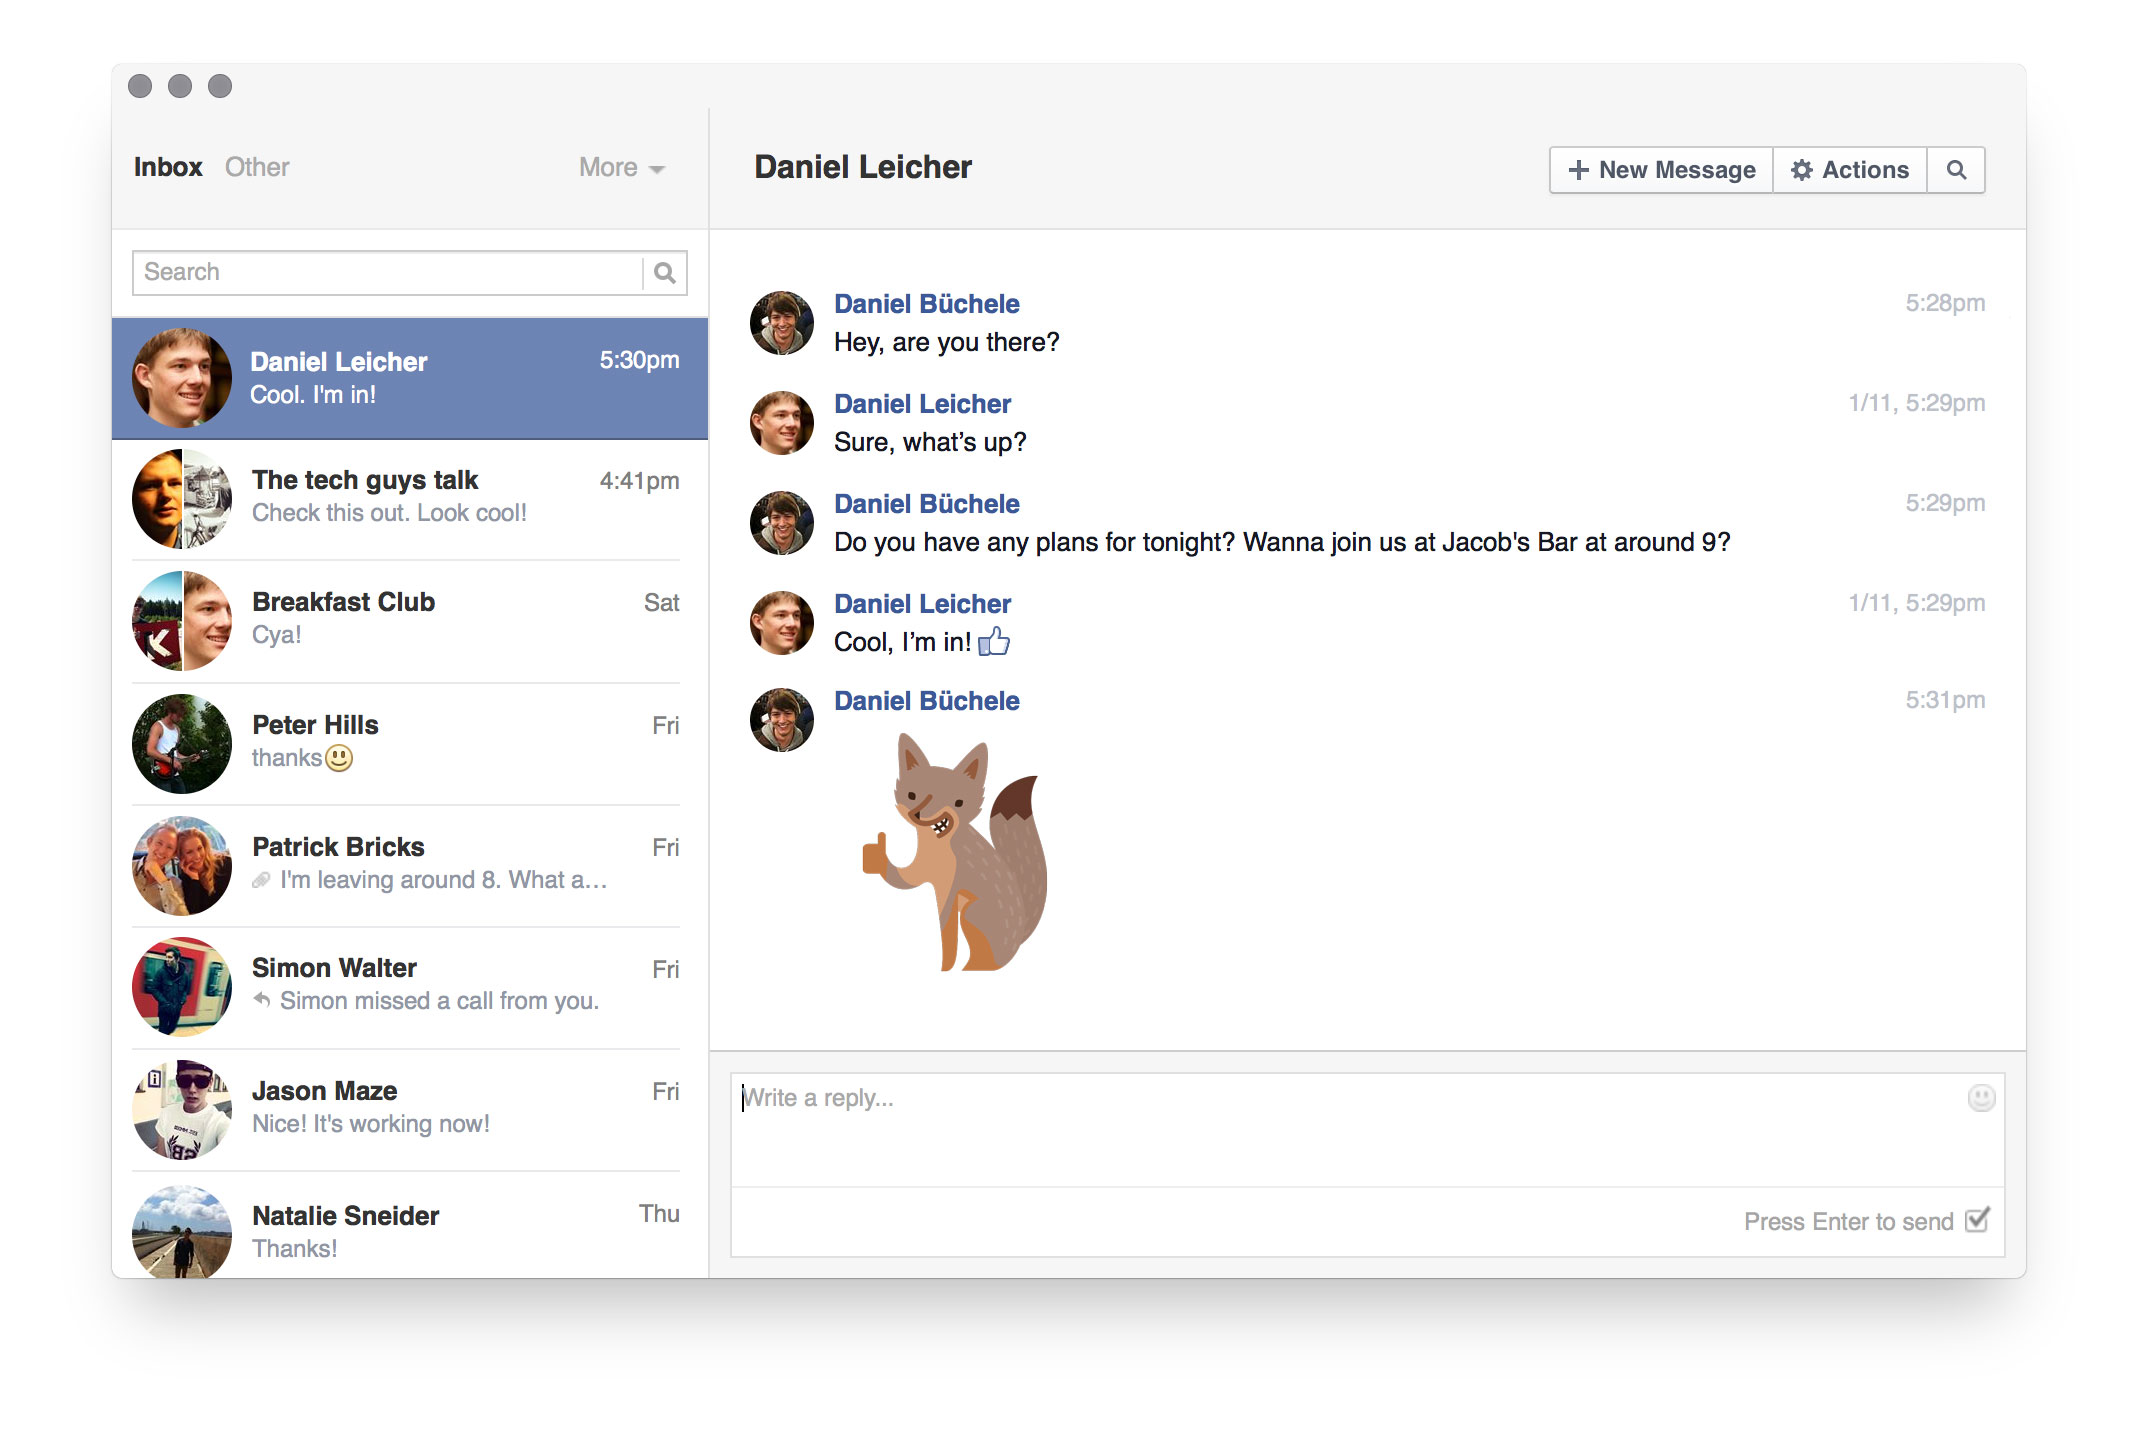 Inbox Other More
Search
Daniel Leicher 5:30pm
Cool. I'm in!
The tech guys talk 4:41pm
Check this out. Look cool!
Breakfast Club Sat
Cya!
Peter Hills Fri
thanks
Patrick Bricks Fri
I'm leaving around 8. What a…
Simon Walter Fri
Simon missed a call from you.
Jason Maze Fri
Nice! It's working now!
Natalie Sneider Thu
Thanks!
Daniel Leicher
New Message Actions
Daniel Büchele 5:28pm
Hey, are you there?
Daniel Leicher 1/11, 5:29pm
Sure, what’s up?
Daniel Büchele 5:29pm
Do you have any plans for tonight? Wanna join us at Jacob's Bar at around 9?
Daniel Leicher 1/11, 5:29pm
Cool, I’m in!
Daniel Büchele 5:31pm
Write a reply...
Press Enter to send